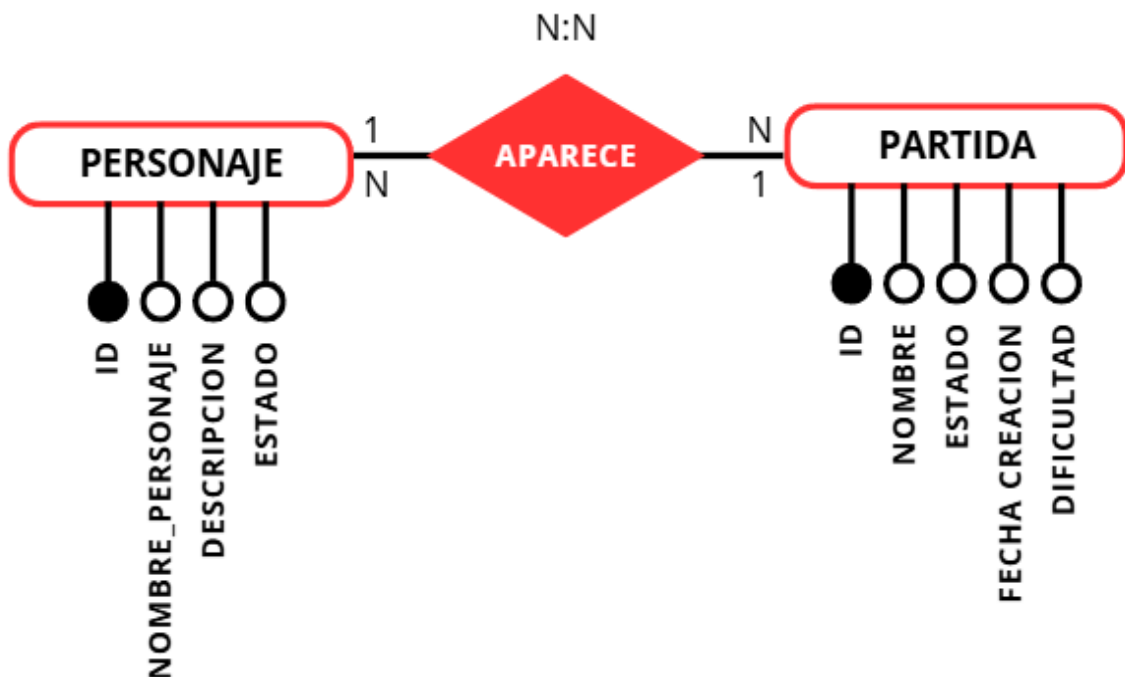 N:N
PERSONAJE
1
N
APARECE
N
1
PARTIDA
ID
NOMBRE_PERSONAJE
DESCRIPCION
ESTADO
ID
NOMBRE
ESTADO
FECHA CREACION
DIFICULTAD